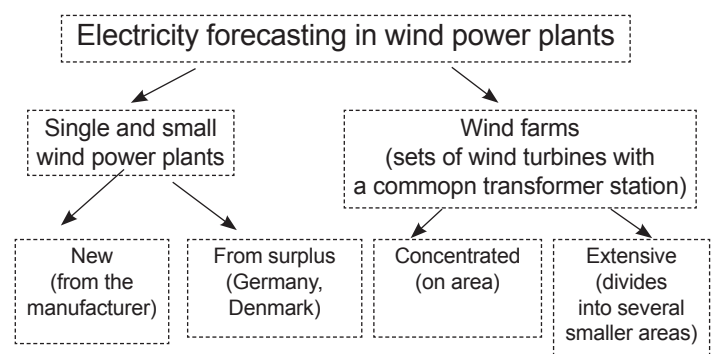 Electricity forecasting in wind power plants
Single and small
wind power plants
Wind farms
(sets of wind turbines with
a commopn transformer station)
New
(from the
manufacturer)
From surplus
(Germany,
Denmark)
Concentrated
(on area)
Extensive
(divides
into several
smaller areas)